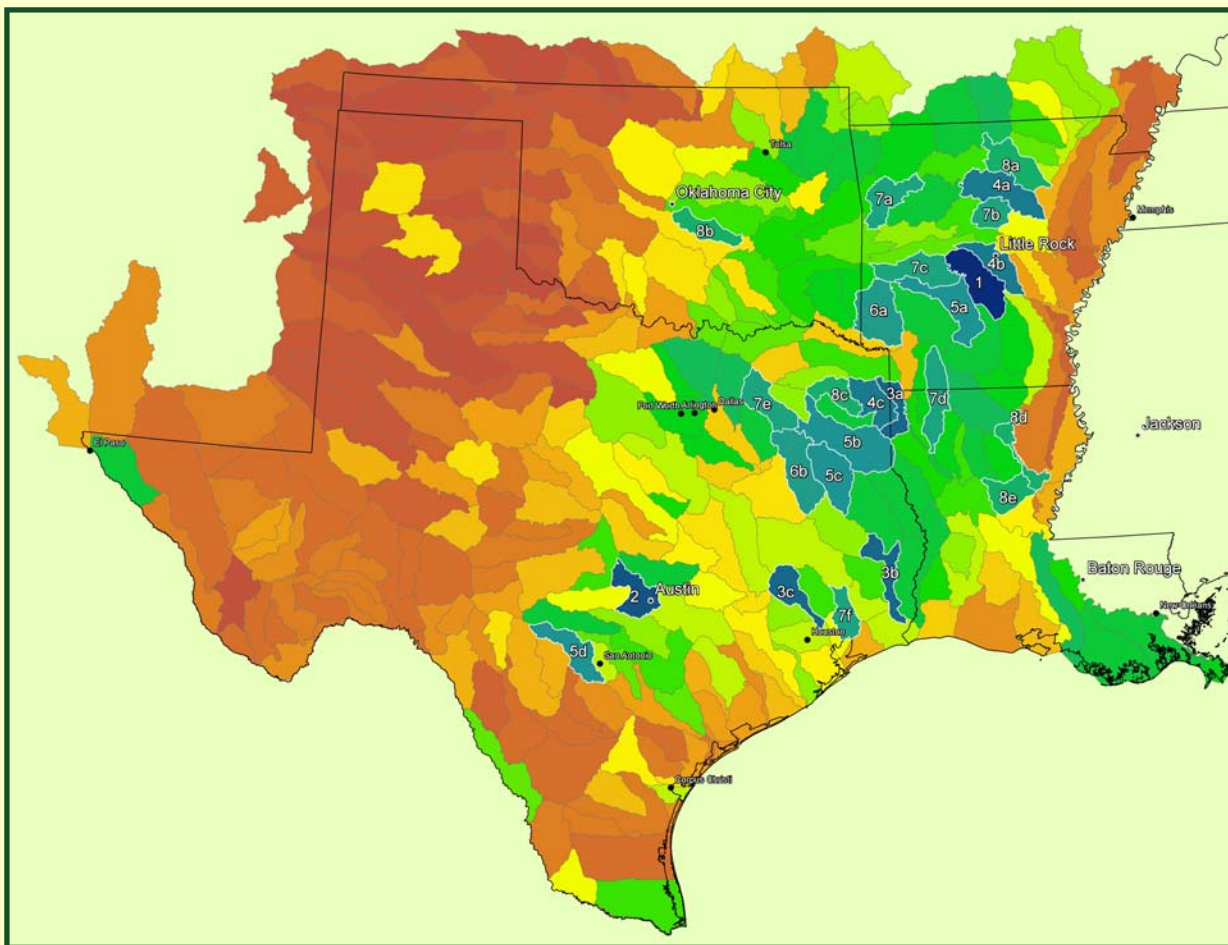 Tulsa
8a
4a
Oklahoma City
7a
7b
Memphis
8b
Little Rock
7c
4b
1
6a
5a
3a
8c
4c
7d
7e
Fort Worth Arlington Dallas
8d
Jackson
5b
El Paso
6b
5c
8e
3b
Baton Rouge
3c
2
Austin
New Orleans
7f
Houston
5d
San Antonio
Corpus Christi